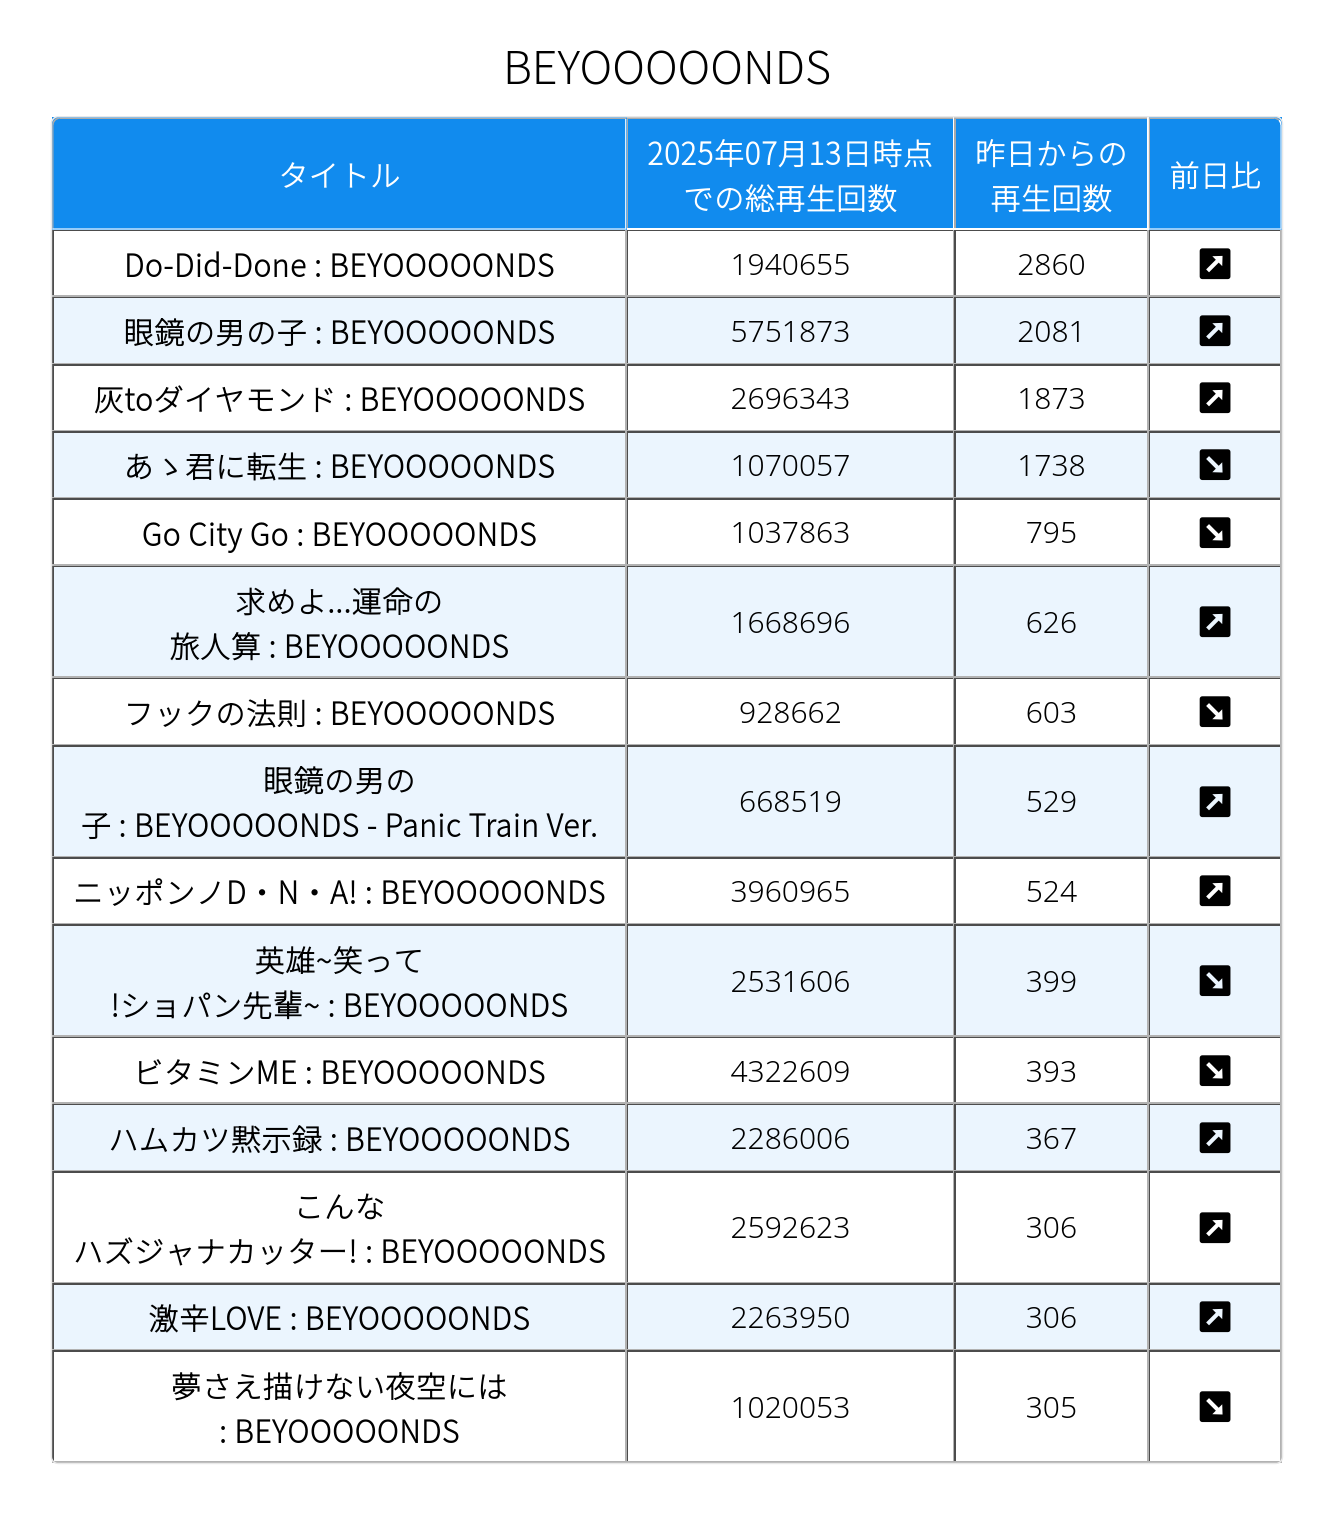 BEYOOOOONDS
タイトル
2025年07月13日時点
での総再生回数
昨日からの
再生回数
前日比
Do-Did-Done : BEYOOOOONDS
1940655
2860
眼鏡の男の子 : BEYOOOOONDS
5751873
2081
灰toダイヤモンド : BEYOOOOONDS
2696343
1873
あゝ君に転生 : BEYOOOOONDS
1070057
1738
Go City Go : BEYOOOOONDS
1037863
795
求めよ...運命の
旅人算 : BEYOOOOONDS
1668696
626
フックの法則 : BEYOOOOONDS
928662
603
眼鏡の男の
子 : BEYOOOOONDS - Panic Train Ver.
668519
529
ニッポンノD・N・A! : BEYOOOOONDS
3960965
524
英雄~笑って
!ショパン先輩~ : BEYOOOOONDS
2531606
399
ビタミンME : BEYOOOOONDS
4322609
393
ハムカツ黙示録 : BEYOOOOONDS
2286006
367
こんな
ハズジャナカッター! : BEYOOOOONDS
2592623
306
激辛LOVE : BEYOOOOONDS
2263950
306
夢さえ描けない夜空には
: BEYOOOOONDS
1020053
305